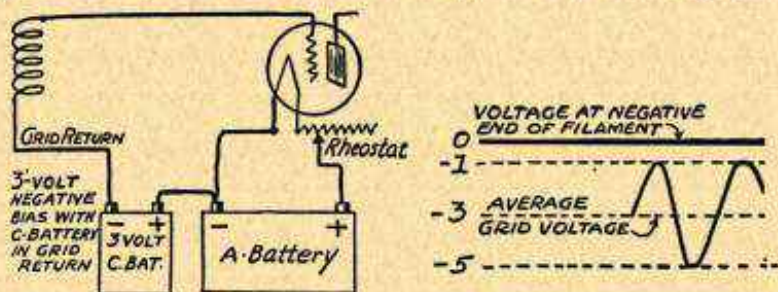 GRID RETURN
3-VOLT
NEGATIVE
BIAS WITH
C-BATTERY
IN GRID
RETURN
- +
3 VOLT
C.BAT.
Rheostat
- +
A·Battery
VOLTAGE AT NEGATIVE
0 END OF FILAMENT
-1
-3 AVERAGE
GRID VOLTAGE
-5